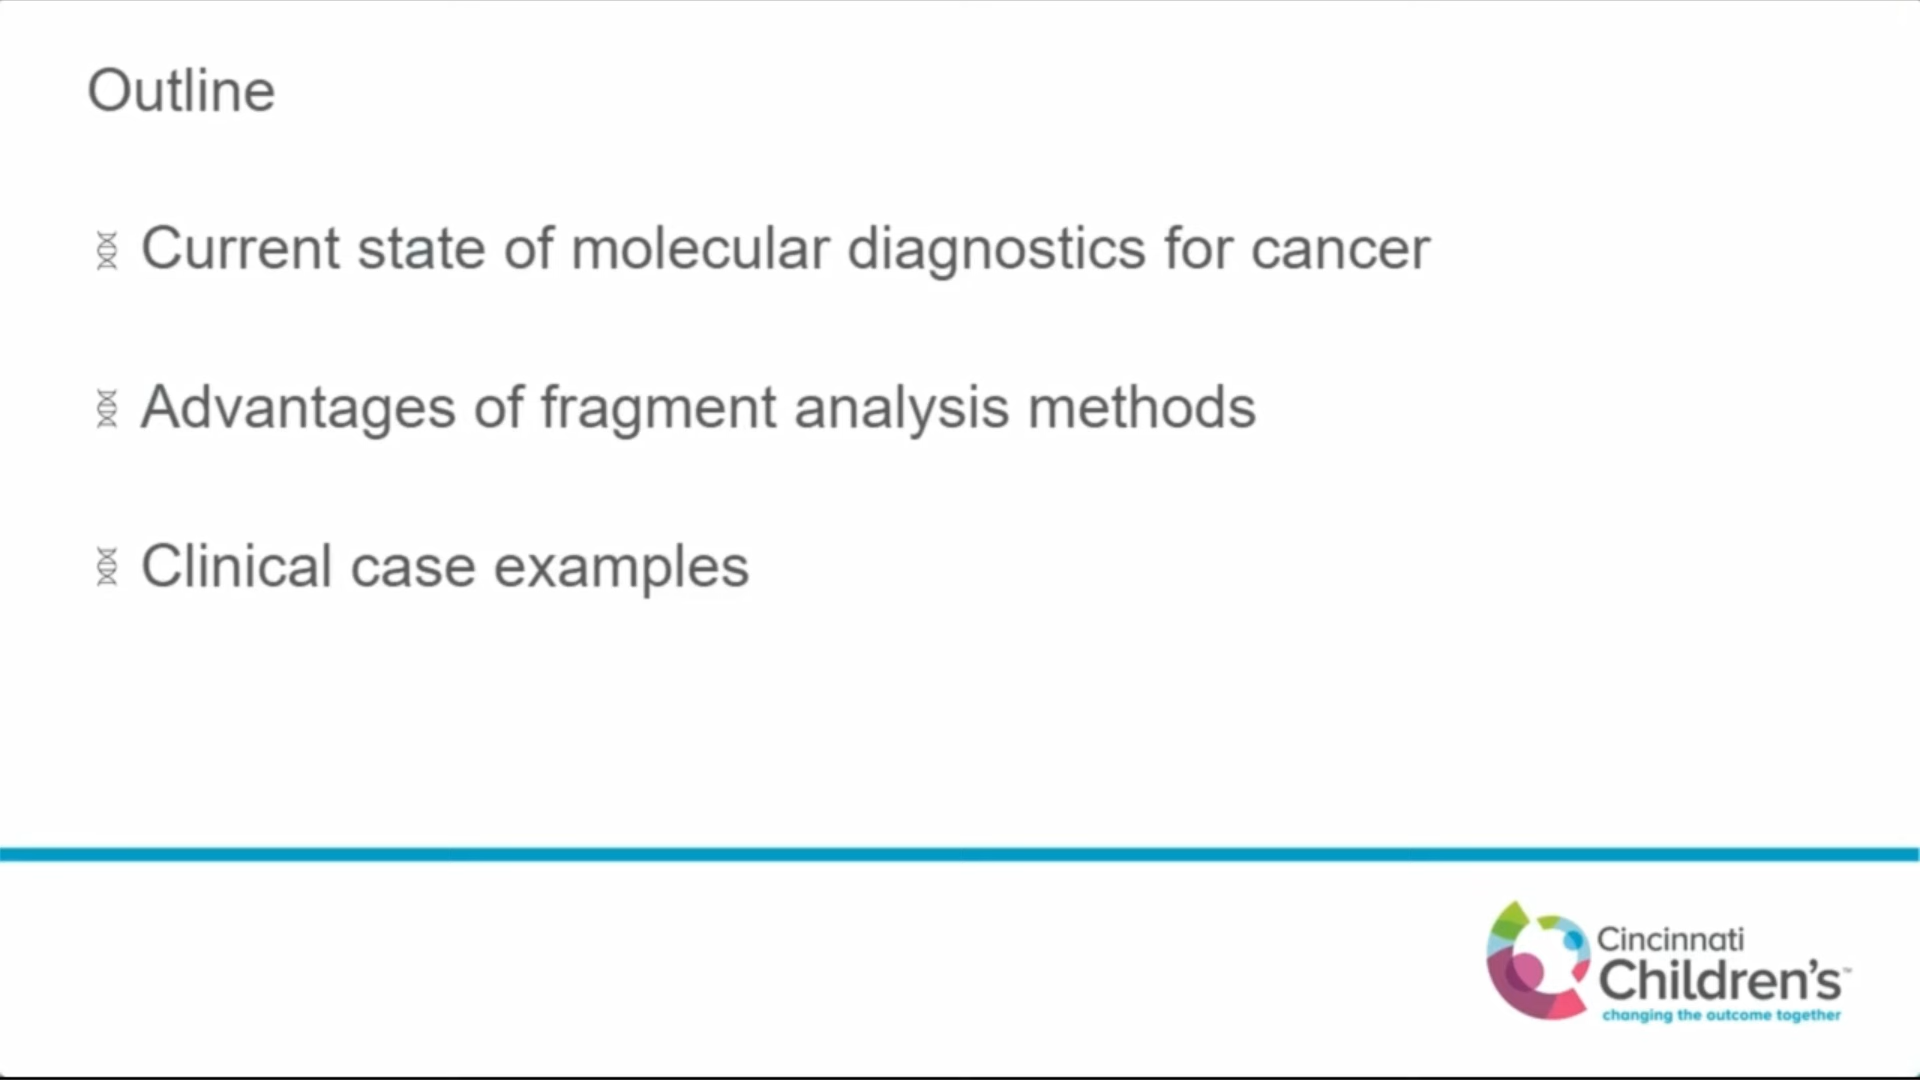 Outline
Current state of molecular diagnostics for cancer
Advantages of fragment analysis methods
Clinical case examples
Cincinnati
Children's™
changing the outcome together